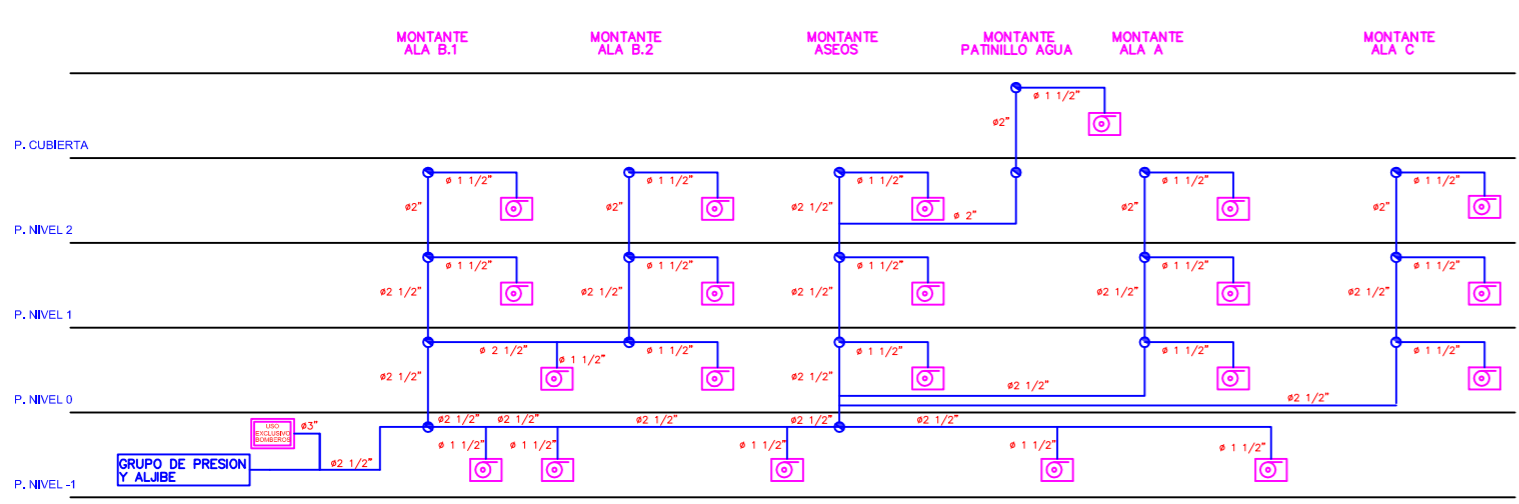 MONTANTE
ALA B.1
MONTANTE
ALA B.2
MONTANTE
ASEOS
MONTANTE
PATINILLO AGUA
MONTANTE
ALA A
MONTANTE
ALA C
ø 1 1/2"
ø2"
P. CUBIERTA
ø 1 1/2"
ø 1 1/2"
ø 1 1/2"
ø 1 1/2"
ø 1 1/2"
ø2"
ø2"
ø2 1/2"
ø 2"
ø2"
ø2"
P. NIVEL 2
ø 1 1/2"
ø 1 1/2"
ø 1 1/2"
ø 1 1/2"
ø 1 1/2"
ø2 1/2"
ø2 1/2"
ø2 1/2"
ø2 1/2"
ø2 1/2"
P. NIVEL 1
ø 2 1/2"
ø 1 1/2"
ø 1 1/2"
ø 1 1/2"
ø 1 1/2"
ø 1 1/2"
ø2 1/2"
ø2 1/2"
ø2 1/2"
ø2 1/2"
P. NIVEL 0
USO
EXCLUSIVO
BOMBEROS
ø3"
ø2 1/2"
ø2 1/2"
ø2 1/2"
ø2 1/2"
ø2 1/2"
ø 1 1/2"
ø 1 1/2"
ø 1 1/2"
ø 1 1/2"
ø 1 1/2"
GRUPO DE PRESION
Y ALJIBE
ø2 1/2"
P. NIVEL -1